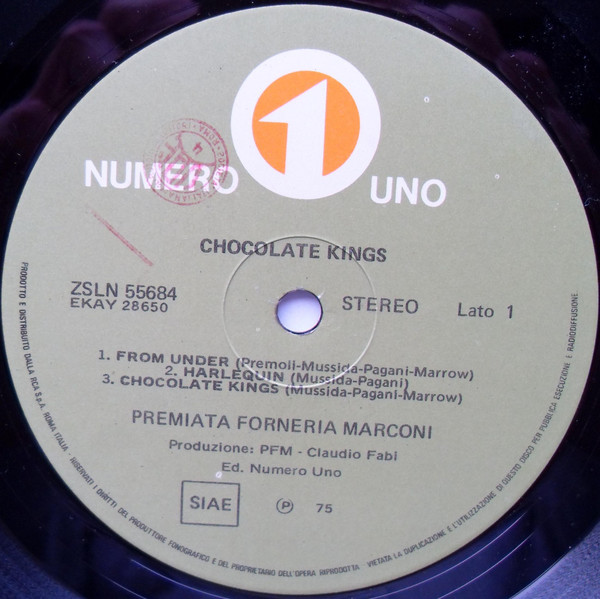 1
NUMERO UNO
CHOCOLATE KINGS
ZSLN 55684
EKAY 28650
STEREO
Lato 1
1. FROM UNDER (Premoli-Mussida-Pagani-Marrow)
2. HARLEQUIN (Mussida-Pagani)
3. CHOCOLATE KINGS (Mussida-Pagani-Marrow)
PREMIATA FORNERIA MARCONI
Produzione: PFM - Claudio Fabi
Ed. Numero Uno
SIAE
P 75
PRODOTTO E DISTRIBUITO DALLA RCA S.p.A. ROMA ITALIA - RISERVATI I DIRITTI DEL PRODUTTORE FONOGRAFICO E DEL PROPRIETARIO DELL'OPERA RIPRODOTTA - VIETATA LA DUPLICAZIONE E L'UTILIZZAZIONE DI QUESTO DISCO PER PUBBLICA ESECUZIONE E RADIODIFFUSIONE.